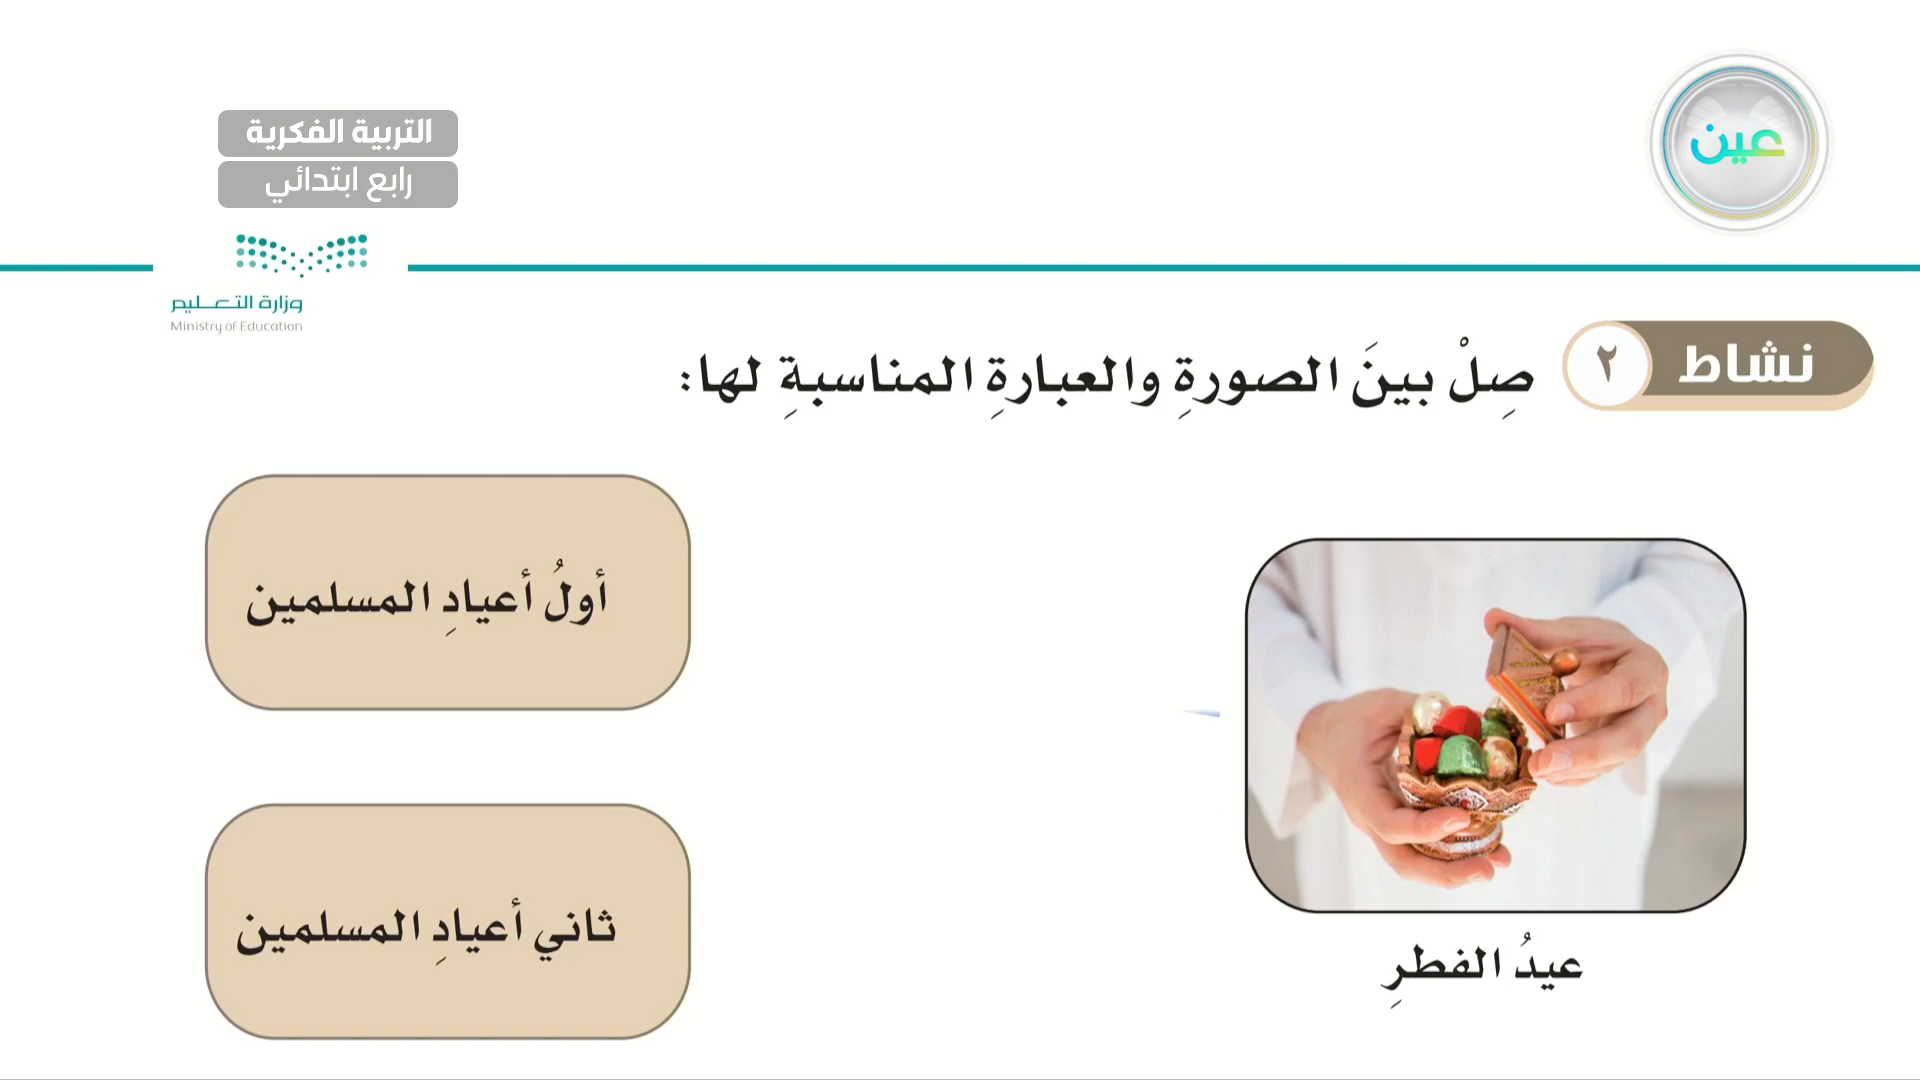 عين
التربية الفكرية
رابع ابتدائي
وزارة التعليم
Ministry of Education
نشاط ٢
صِلْ بينَ الصورةِ والعبارةِ المناسبةِ لها:
أولُ أعيادِ المسلمين
ثاني أعيادِ المسلمين
عيدُ الفطرِ